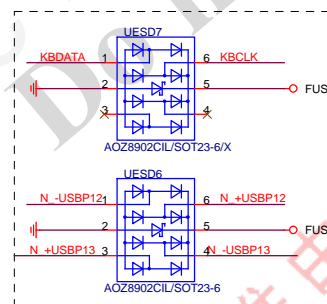 Do
UESD7
KBDATA 1 6 KBCLK
2 5 FUS
3 4
AOZ8902CIL/SOT23-6/X
UESD6
N_-USBP12 1 6 N_+USBP12
2 5 FUS
N_+USBP13 3 4 N_-USBP13
AOZ8902CIL/SOT23-6